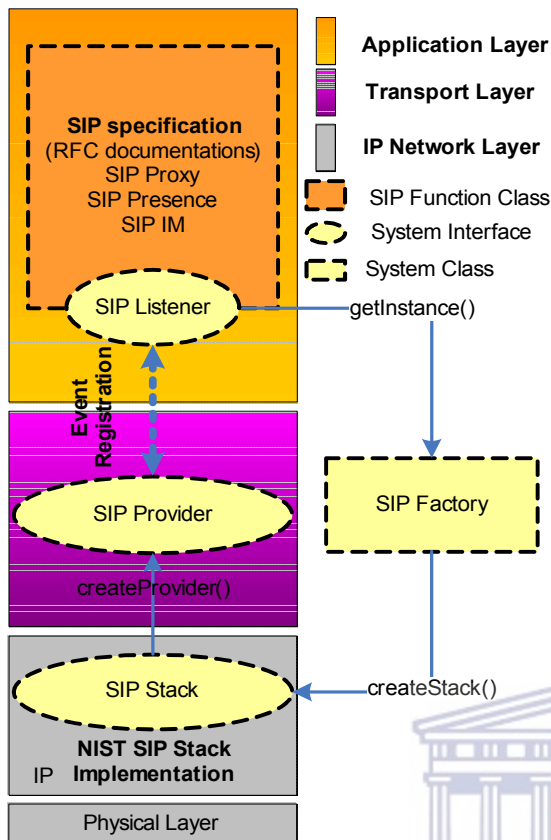 Application Layer
Transport Layer
IP Network Layer
SIP Function Class
System Interface
System Class
SIP specification
(RFC documentations)
SIP Proxy
SIP Presence
SIP IM
SIP Listener
getInstance()
Event
Registration
SIP Provider
SIP Factory
createProvider()
SIP Stack
createStack()
NIST SIP Stack
Implementation
IP
Physical Layer